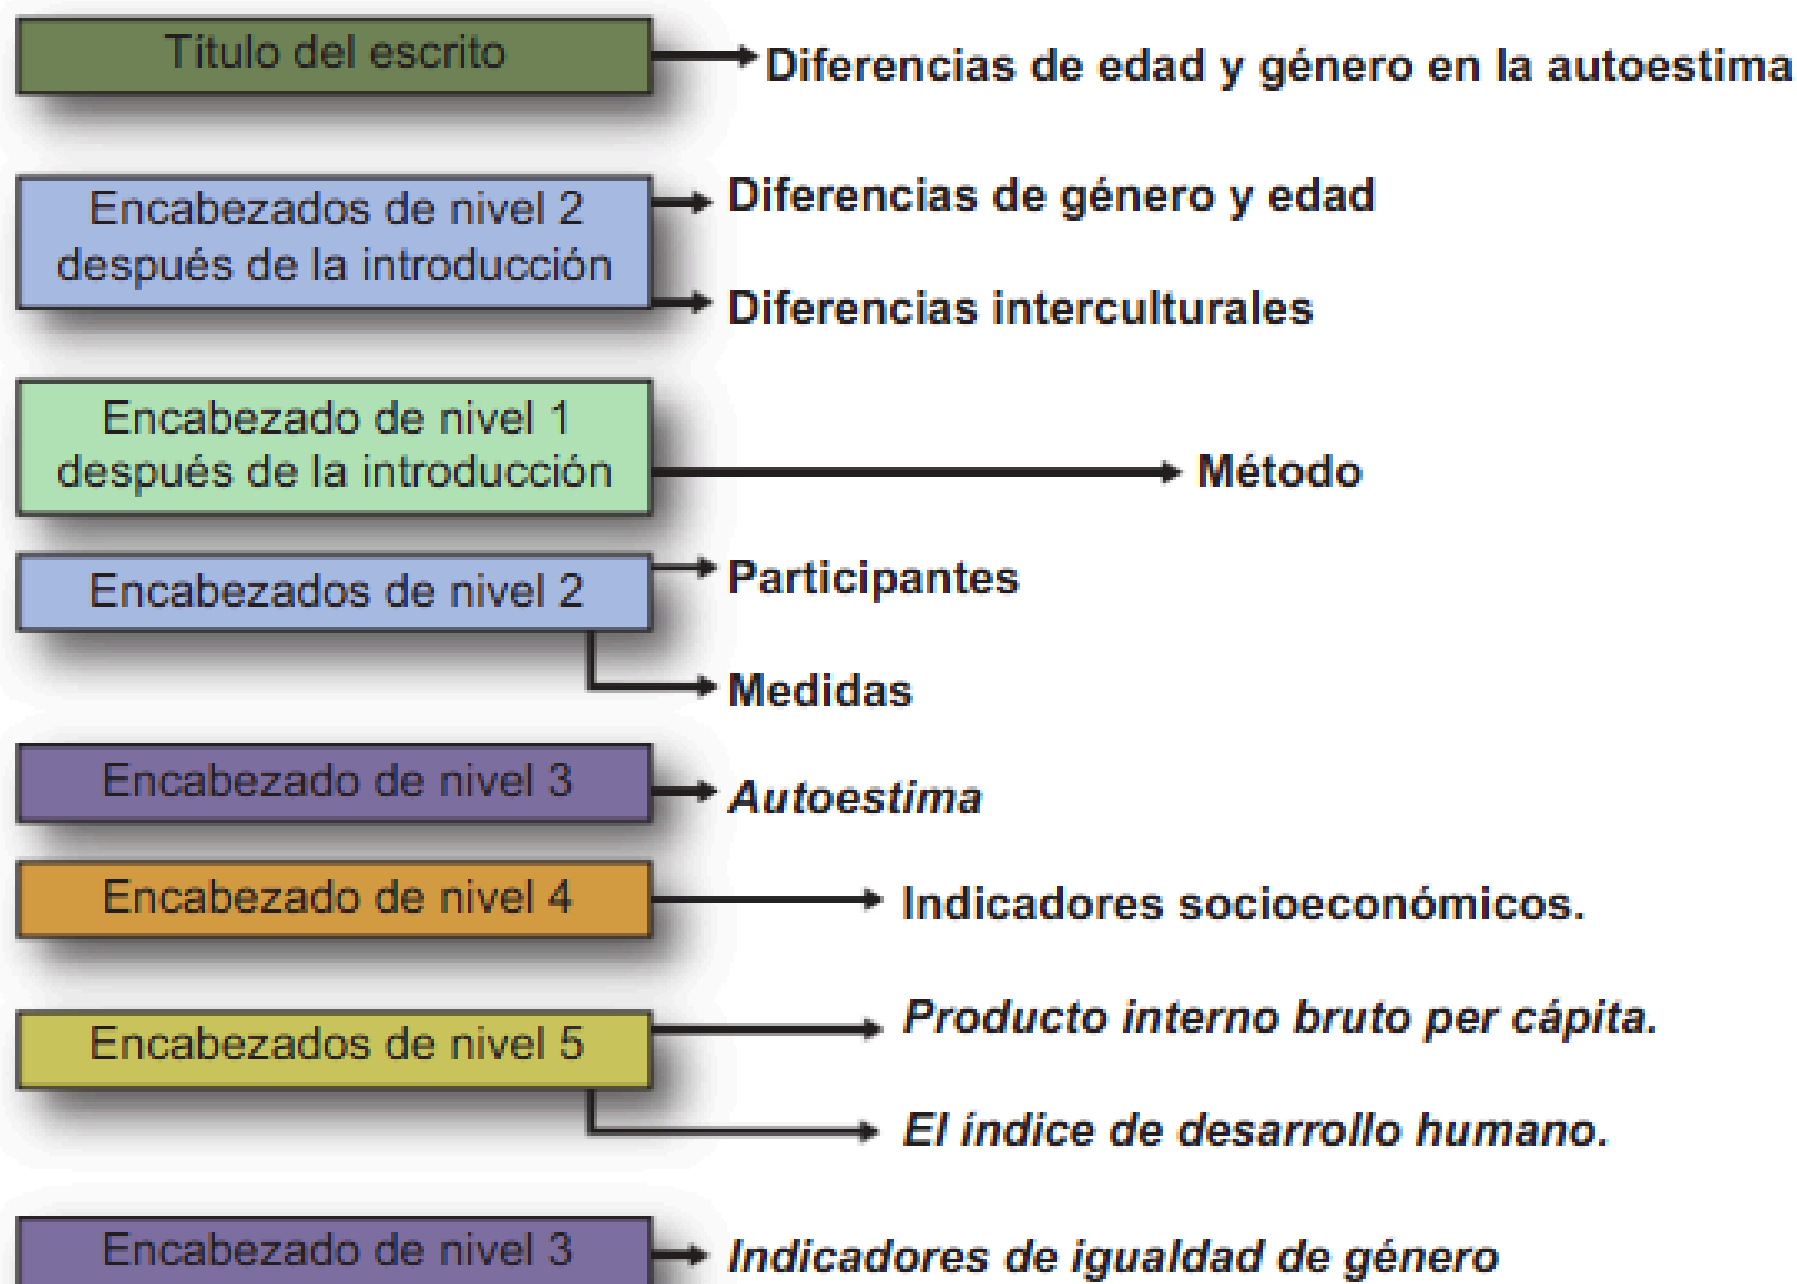 Título del escrito
Diferencias de edad y género en la autoestima
Encabezados de nivel 2
después de la introducción
Diferencias de género y edad
Diferencias interculturales
Encabezado de nivel 1
después de la introducción
Método
Encabezados de nivel 2
Participantes
Medidas
Encabezado de nivel 3
Autoestima
Encabezado de nivel 4
Indicadores socioeconómicos.
Encabezados de nivel 5
Producto interno bruto per cápita.
El índice de desarrollo humano.
Encabezado de nivel 3
Indicadores de igualdad de género